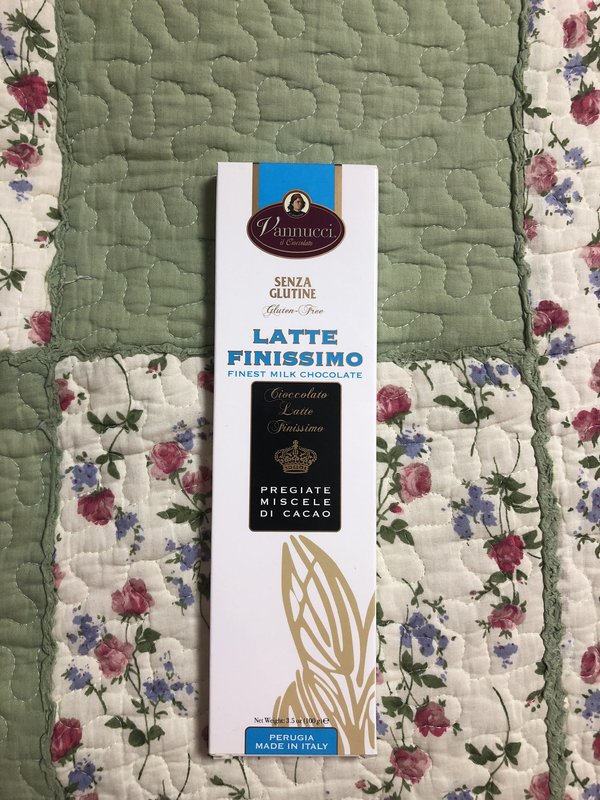 Vannucci.
il Cioccolato
SENZA
GLUTINE
Gluten-Free
LATTE
FINISSIMO
FINEST MILK CHOCOLATE
Cioccolato
Latte
Finissimo
PREGIATE
MISCELE
DI CACAO
Net Weight: 3.5 oz (100 g) ℮
PERUGIA
MADE IN ITALY